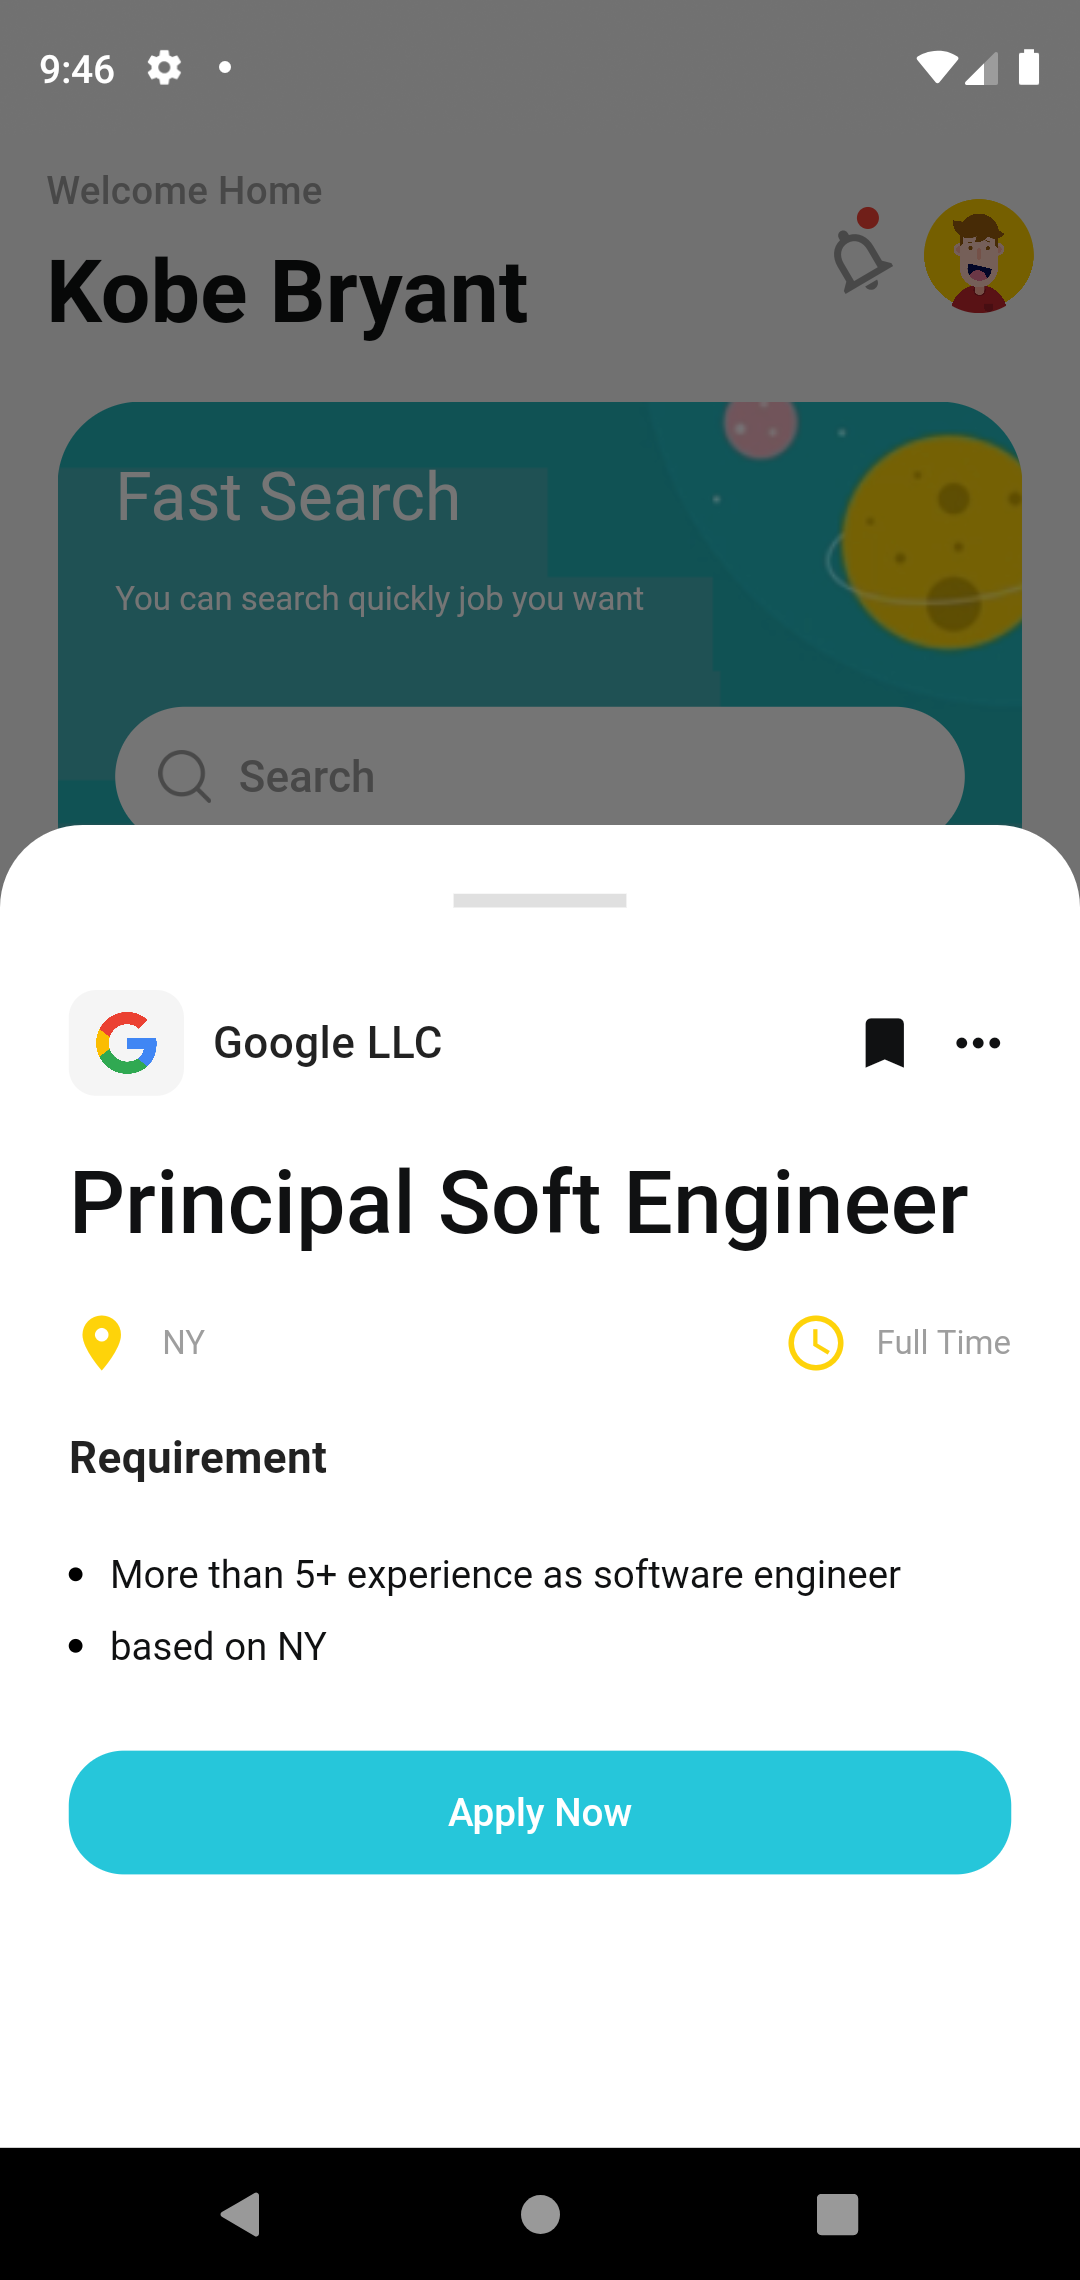 9:46
Welcome Home
Kobe Bryant
Fast Search
You can search quickly job you want
Search
Google LLC
Principal Soft Engineer
NY
Full Time
Requirement
More than 5+ experience as software engineer
based on NY
Apply Now